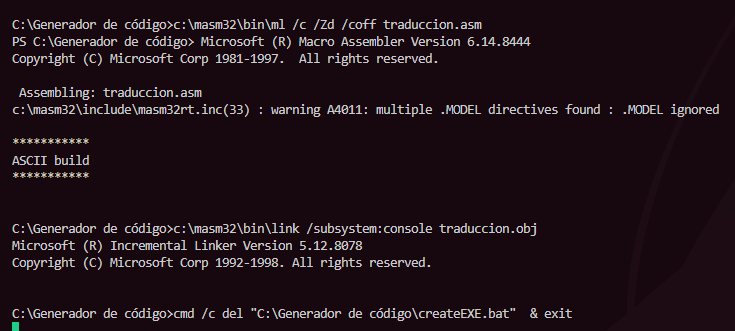 C:\Generador de código>c:\masm32\bin\ml /c /Zd /coff traduccion.asm
PS C:\Generador de código> Microsoft (R) Macro Assembler Version 6.14.8444
Copyright (C) Microsoft Corp 1981-1997.  All rights reserved.

 Assembling: traduccion.asm
c:\masm32\include\masm32rt.inc(33) : warning A4011: multiple .MODEL directives found : .MODEL ignored

***********
ASCII build
***********

C:\Generador de código>c:\masm32\bin\link /subsystem:console traduccion.obj
Microsoft (R) Incremental Linker Version 5.12.8078
Copyright (C) Microsoft Corp 1992-1998. All rights reserved.

C:\Generador de código>cmd /c del "C:\Generador de código\createEXE.bat"  & exit